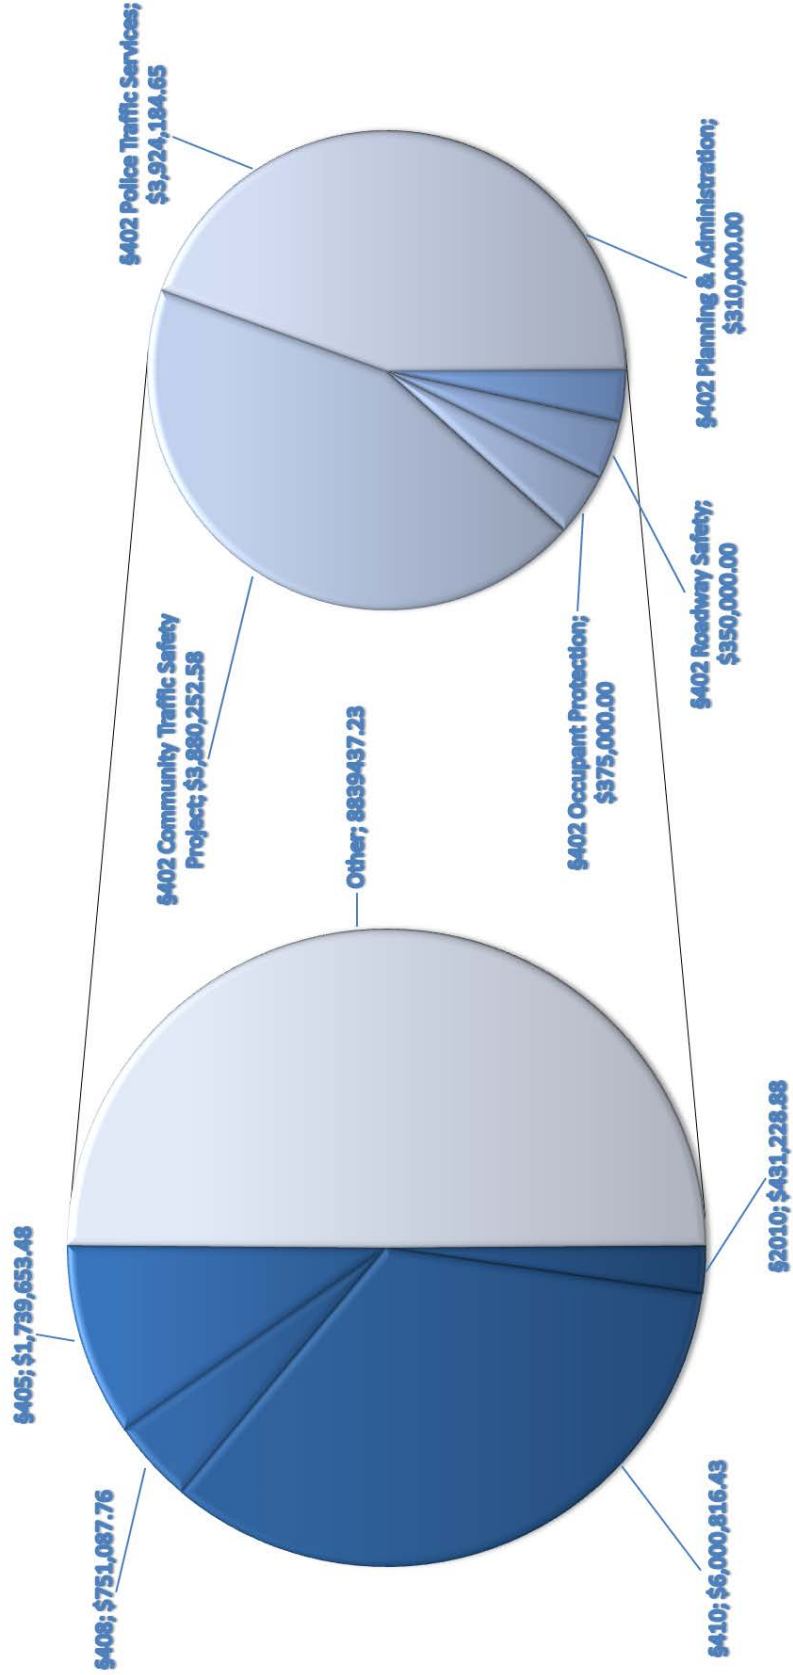 §405; $1,739,653.48
§408; $751,087.76
§410; $6,000,816.43
§2010; $431,228.88
Other; 8839437.23
§402 Community Traffic Safety
Project; $3,880,252.58
§402 Police Traffic Services;
$3,924,184.65
§402 Occupant Protection;
$375,000.00
§402 Roadway Safety;
$350,000.00
§402 Planning & Administration;
$310,000.00